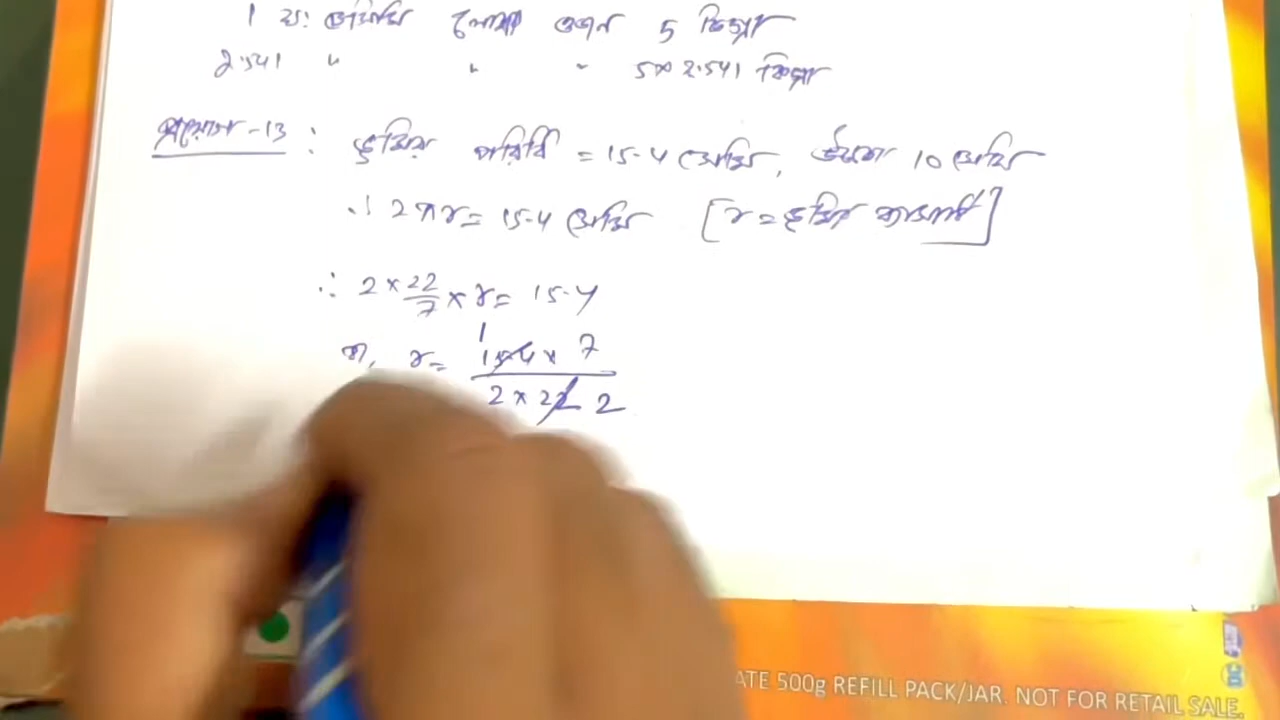 1 ঘঃ ডেসিমি লোহার ওজন 5 কিগ্রা
2.541 " " " 5×2.541 কিগ্রা
প্রয়োগ-13 : ভূমির পরিধি = 15.4 সেমি, উচ্চতা 10 সেমি
∴ 2πr = 15.4 সেমি [r = ভূমির ব্যাসার্ধ]
∴ 2 × 22/7 × r = 15.4
বা, r = 15.4 × 7 / 2 × 22
1
2
ATE 500g REFILL PACK/JAR. NOT FOR RETAIL SALE.